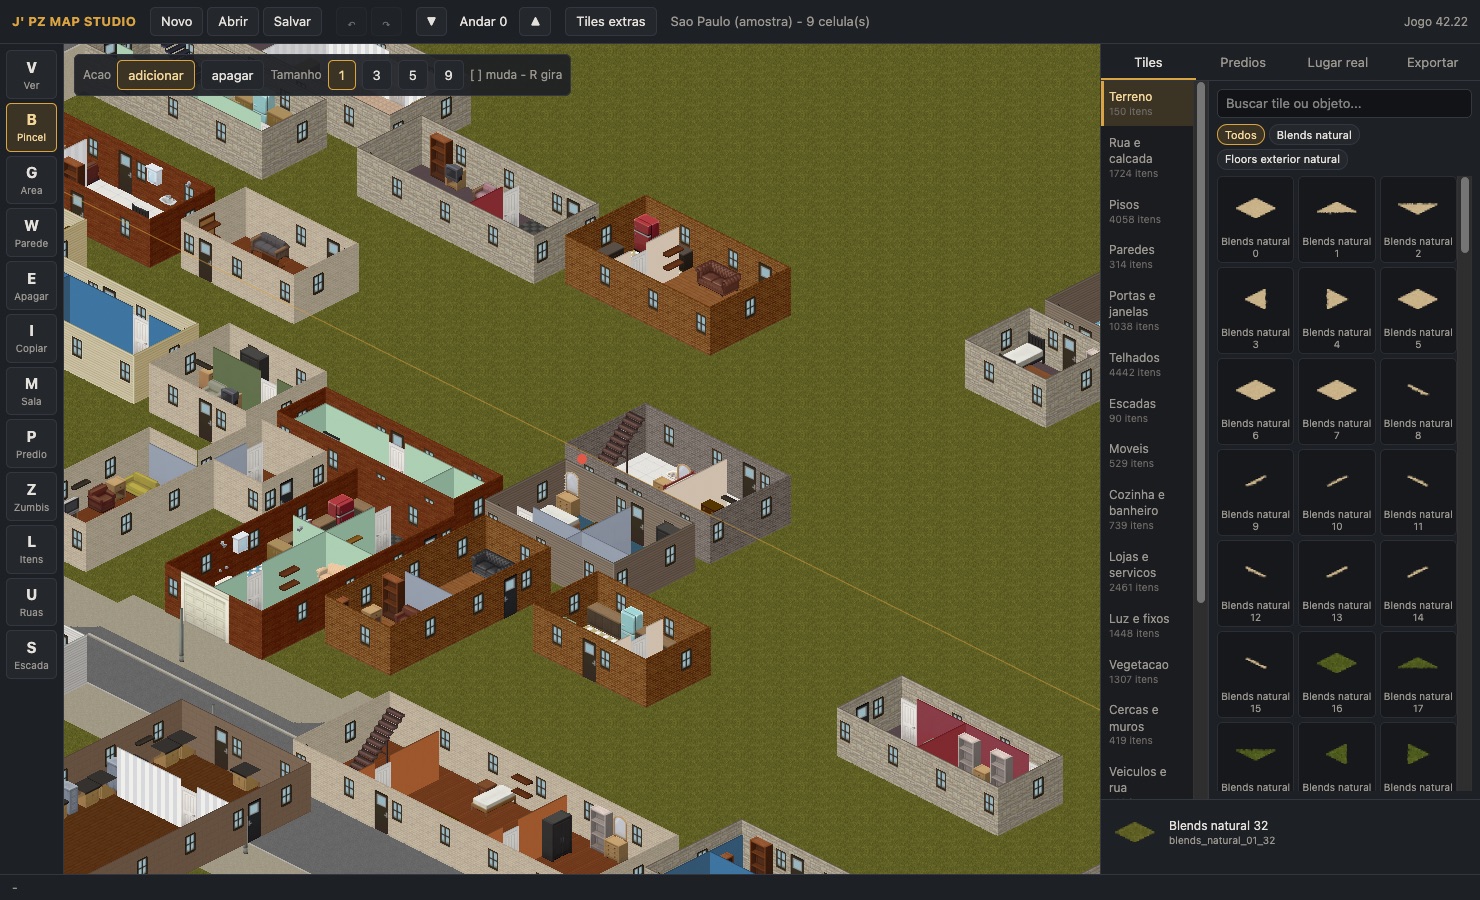 J' PZ MAP STUDIO
Novo
Abrir
Salvar
▼
Andar 0
▲
Tiles extras
Sao Paulo (amostra) - 9 celula(s)
Jogo 42.22
V
Ver
B
Pincel
G
Area
W
Parede
E
Apagar
I
Copiar
M
Sala
P
Predio
Z
Zumbis
L
Itens
U
Ruas
S
Escada
Acao
adicionar
apagar
Tamanho
1
3
5
9
[ ] muda - R gira
Tiles
Predios
Lugar real
Exportar
Terreno
150 itens
Rua e
calcada
1724 itens
Pisos
4058 itens
Paredes
314 itens
Portas e
janelas
1038 itens
Telhados
4442 itens
Escadas
90 itens
Moveis
529 itens
Cozinha e
banheiro
739 itens
Lojas e
servicos
2461 itens
Luz e fixos
1448 itens
Vegetacao
1307 itens
Cercas e
muros
419 itens
Veiculos e
rua
Buscar tile ou objeto...
Todos
Blends natural
Floors exterior natural
Blends natural
0
Blends natural
1
Blends natural
2
Blends natural
3
Blends natural
4
Blends natural
5
Blends natural
6
Blends natural
7
Blends natural
8
Blends natural
9
Blends natural
10
Blends natural
11
Blends natural
12
Blends natural
13
Blends natural
14
Blends natural
15
Blends natural
16
Blends natural
17
Blends natural
Blends natural
Blends natural
Blends natural 32
blends_natural_01_32
-